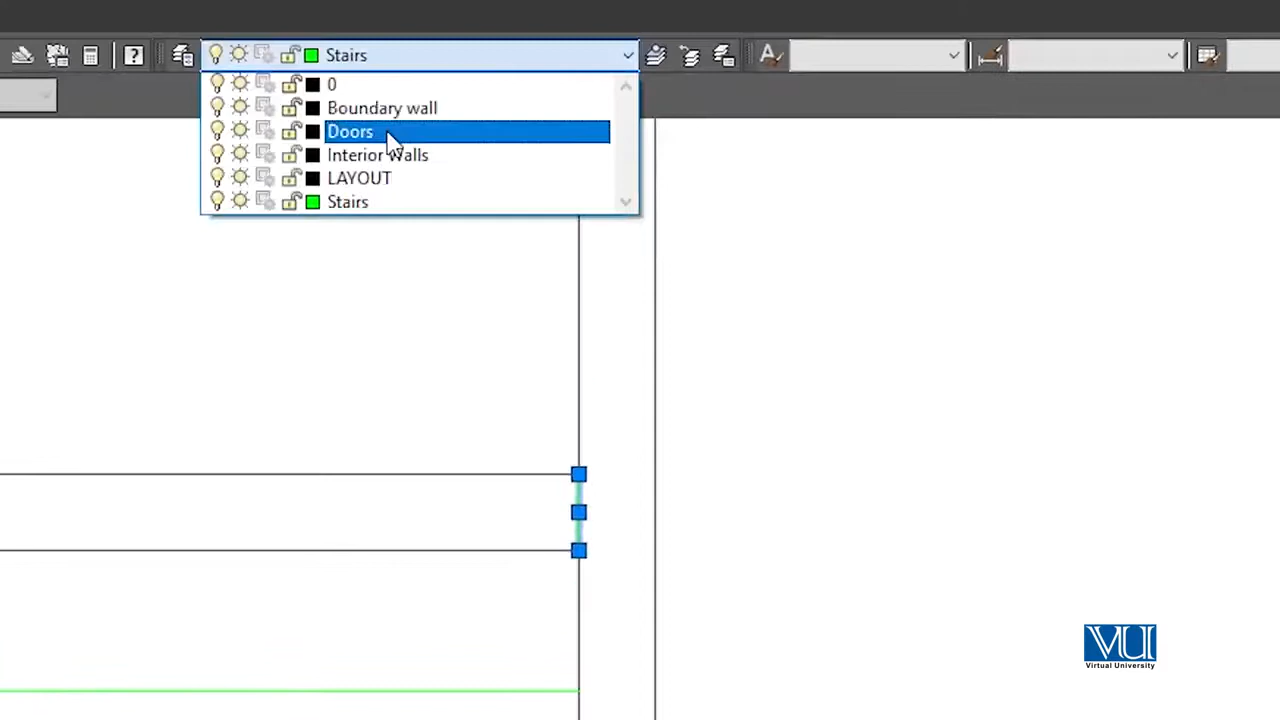 Stairs
0
Boundary wall
Doors
Interior Walls
LAYOUT
Stairs
VU
Virtual University